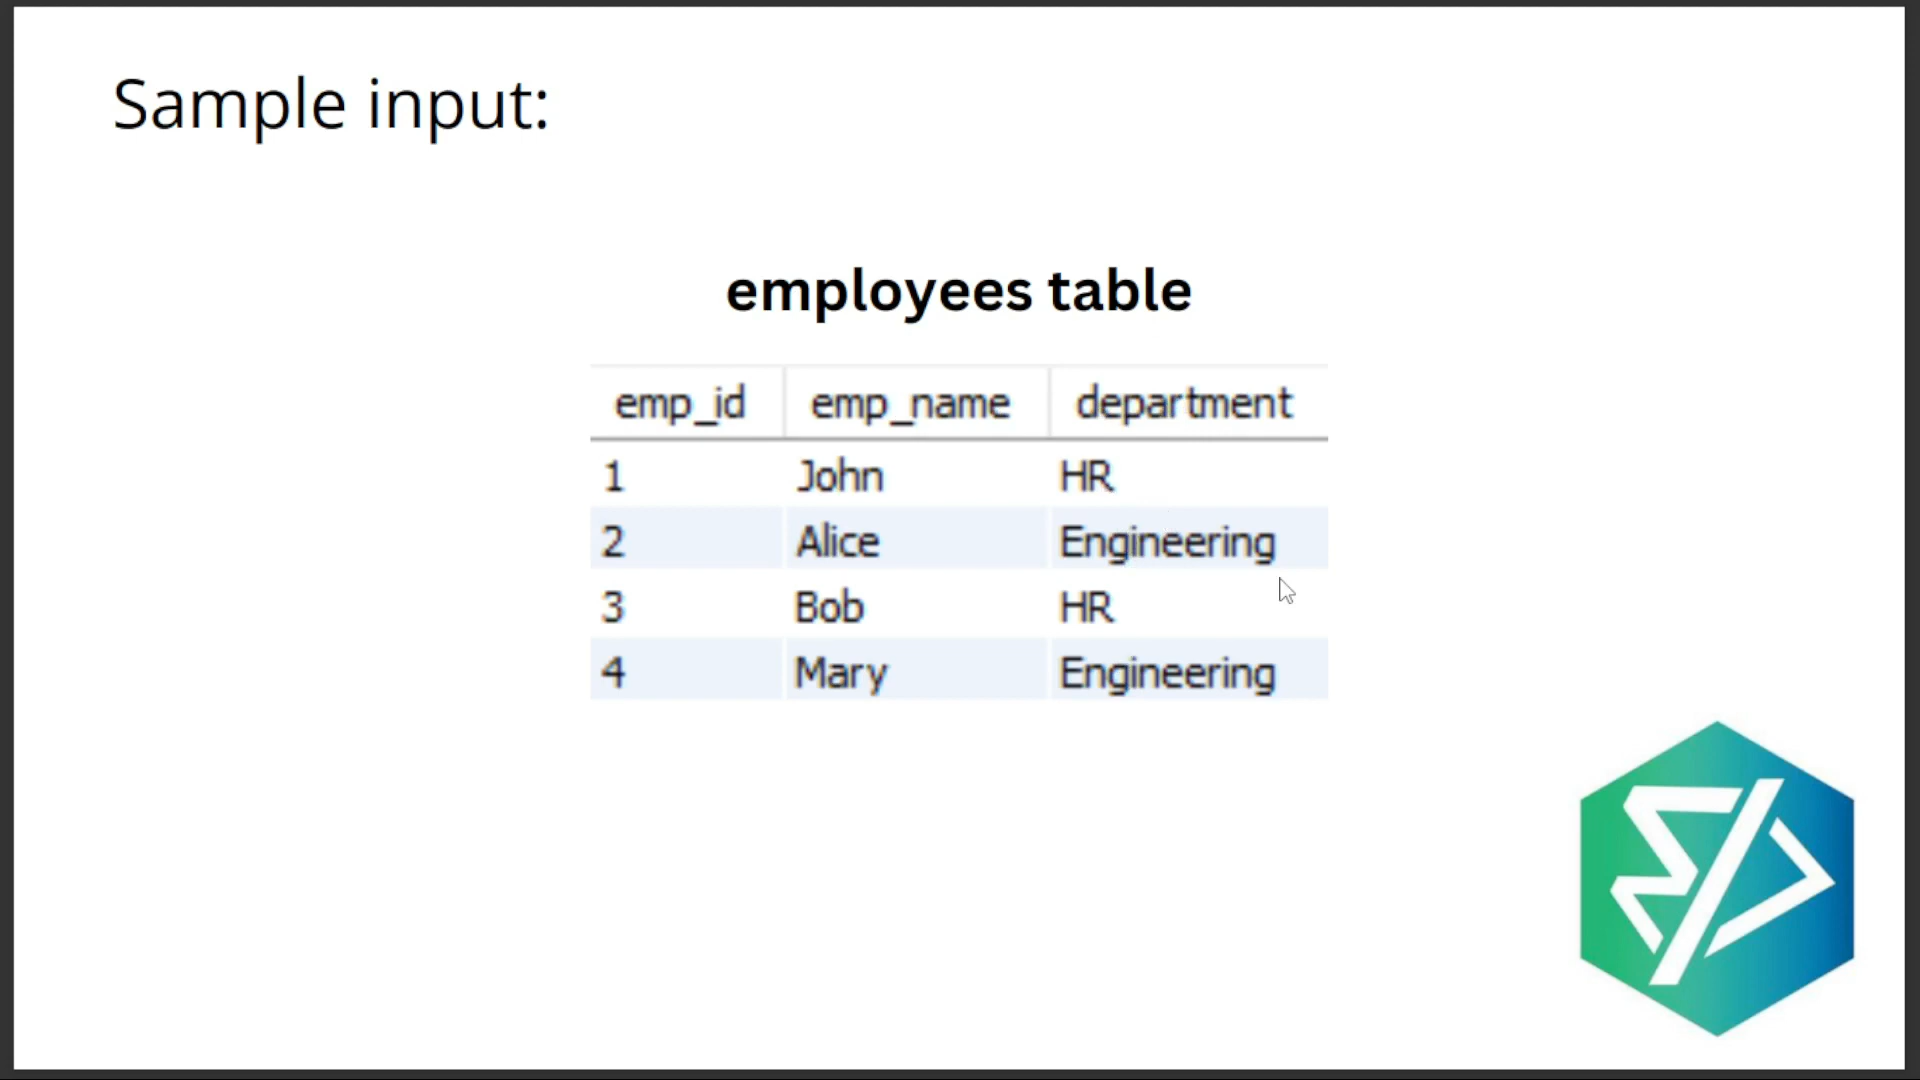 Sample input:
employees table
emp_id emp_name department
1 John HR
2 Alice Engineering
3 Bob HR
4 Mary Engineering